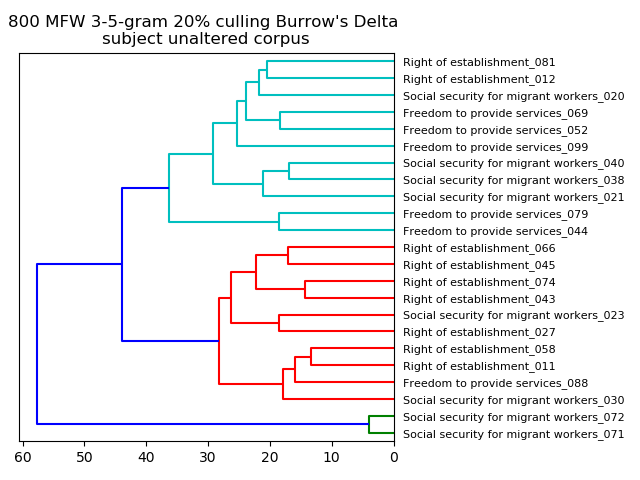 800 MFW 3-5-gram 20% culling Burrow's Delta
subject unaltered corpus
Right of establishment_081
Right of establishment_012
Social security for migrant workers_020
Freedom to provide services_069
Freedom to provide services_052
Freedom to provide services_099
Social security for migrant workers_040
Social security for migrant workers_038
Social security for migrant workers_021
Freedom to provide services_079
Freedom to provide services_044
Right of establishment_066
Right of establishment_045
Right of establishment_074
Right of establishment_043
Social security for migrant workers_023
Right of establishment_027
Right of establishment_058
Right of establishment_011
Freedom to provide services_088
Social security for migrant workers_030
Social security for migrant workers_072
Social security for migrant workers_071
60 50 40 30 20 10 0